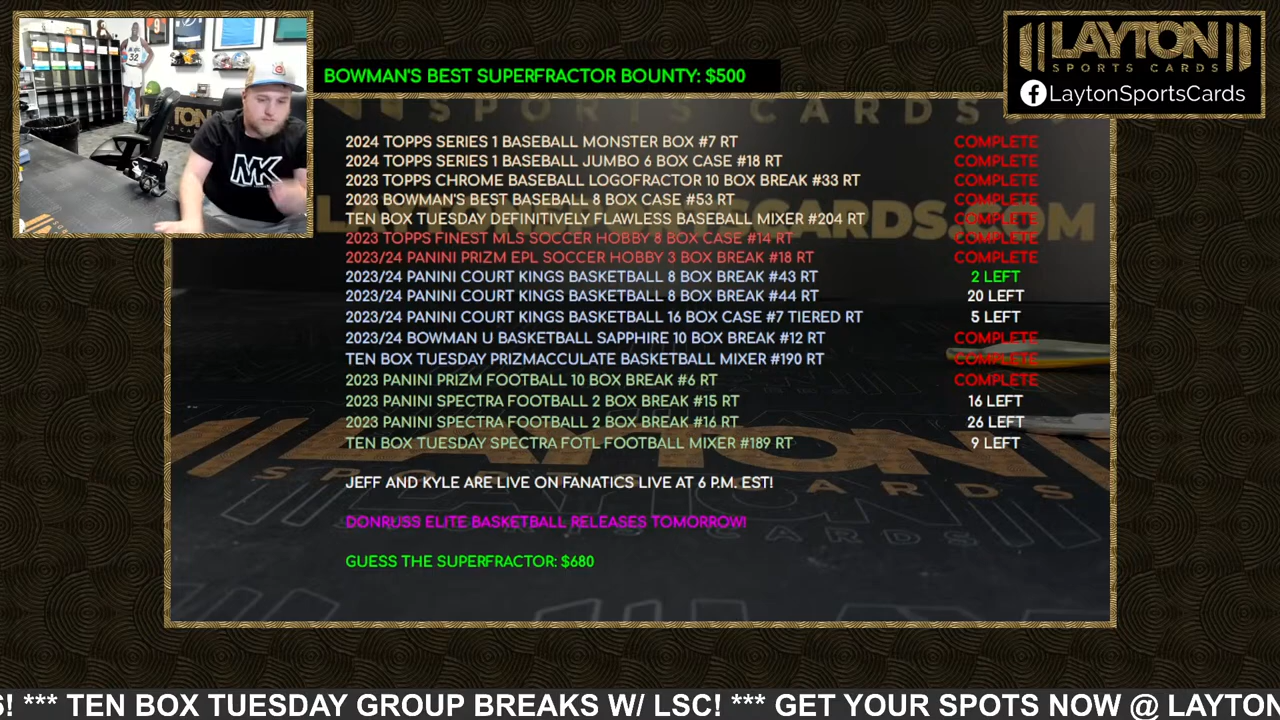 LAYTON
SPORTS CARDS
LaytonSportsCards
BOWMAN'S BEST SUPERFRACTOR BOUNTY: $500
SPORTS CARDS
2024 TOPPS SERIES 1 BASEBALL MONSTER BOX #7 RT COMPLETE
2024 TOPPS SERIES 1 BASEBALL JUMBO 6 BOX CASE #18 RT COMPLETE
2023 TOPPS CHROME BASEBALL LOGOFRACTOR 10 BOX BREAK #33 RT COMPLETE
2023 BOWMAN'S BEST BASEBALL 8 BOX CASE #53 RT COMPLETE
TEN BOX TUESDAY DEFINITIVELY FLAWLESS BASEBALL MIXER #204 RT COMPLETE
2023 TOPPS FINEST MLS SOCCER HOBBY 8 BOX CASE #14 RT COMPLETE
2023/24 PANINI PRIZM EPL SOCCER HOBBY 3 BOX BREAK #18 RT COMPLETE
2023/24 PANINI COURT KINGS BASKETBALL 8 BOX BREAK #43 RT 2 LEFT
2023/24 PANINI COURT KINGS BASKETBALL 8 BOX BREAK #44 RT 20 LEFT
2023/24 PANINI COURT KINGS BASKETBALL 16 BOX CASE #7 TIERED RT 5 LEFT
2023/24 BOWMAN U BASKETBALL SAPPHIRE 10 BOX BREAK #12 RT COMPLETE
TEN BOX TUESDAY PRIZMACCULATE BASKETBALL MIXER #190 RT COMPLETE
2023 PANINI PRIZM FOOTBALL 10 BOX BREAK #6 RT COMPLETE
2023 PANINI SPECTRA FOOTBALL 2 BOX BREAK #15 RT 16 LEFT
2023 PANINI SPECTRA FOOTBALL 2 BOX BREAK #16 RT 26 LEFT
TEN BOX TUESDAY SPECTRA FOTL FOOTBALL MIXER #189 RT 9 LEFT
JEFF AND KYLE ARE LIVE ON FANATICS LIVE AT 6 P.M. EST!
DONRUSS ELITE BASKETBALL RELEASES TOMORROW!
GUESS THE SUPERFRACTOR: $680
MK
S! *** TEN BOX TUESDAY GROUP BREAKS W/ LSC! *** GET YOUR SPOTS NOW @ LAYTON